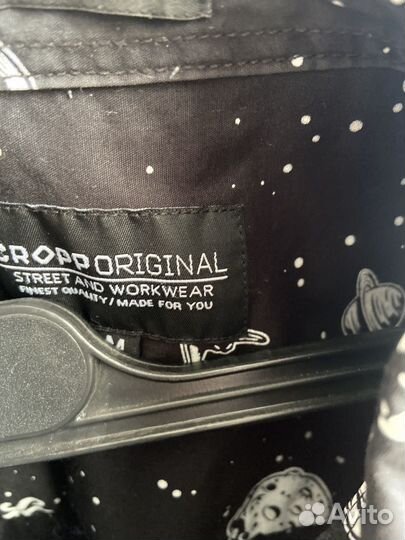 CROPPORIGINAL
STREET AND WORKWEAR
FINEST QUALITY / MADE FOR YOU
M
Avito